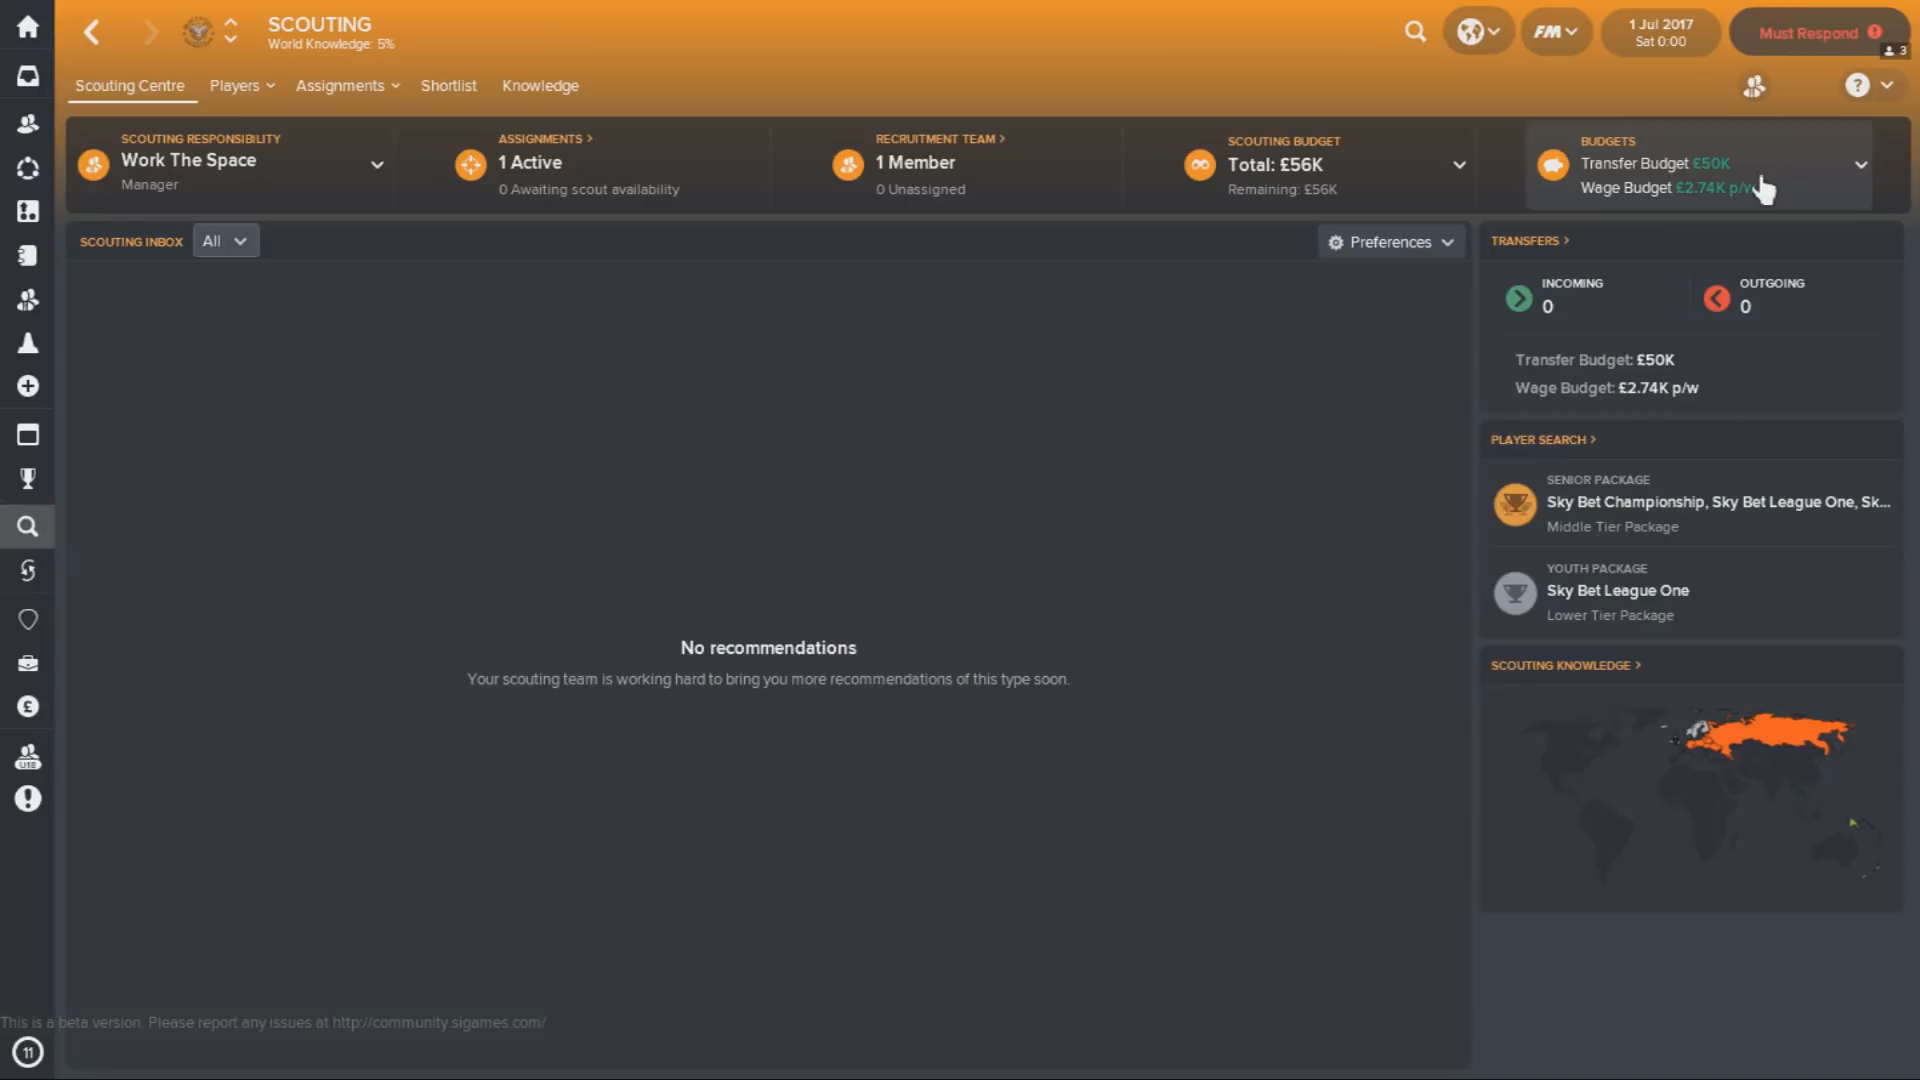 SCOUTING
World Knowledge: 5%
FM
1 Jul 2017
Sat 0:00
Must Respond
3
Scouting Centre
Players
Assignments
Shortlist
Knowledge
?
SCOUTING RESPONSIBILITY
Work The Space
Manager
ASSIGNMENTS >
1 Active
0 Awaiting scout availability
RECRUITMENT TEAM >
1 Member
0 Unassigned
SCOUTING BUDGET
Total: £56K
Remaining: £56K
BUDGETS
Transfer Budget £50K
Wage Budget £2.74K p/w
SCOUTING INBOX
All
Preferences
No recommendations
Your scouting team is working hard to bring you more recommendations of this type soon.
TRANSFERS >
INCOMING
0
OUTGOING
0
Transfer Budget: £50K
Wage Budget: £2.74K p/w
PLAYER SEARCH >
SENIOR PACKAGE
Sky Bet Championship, Sky Bet League One, Sk...
Middle Tier Package
YOUTH PACKAGE
Sky Bet League One
Lower Tier Package
SCOUTING KNOWLEDGE >
£
U18
This is a beta version. Please report any issues at http://community.sigames.com/
11